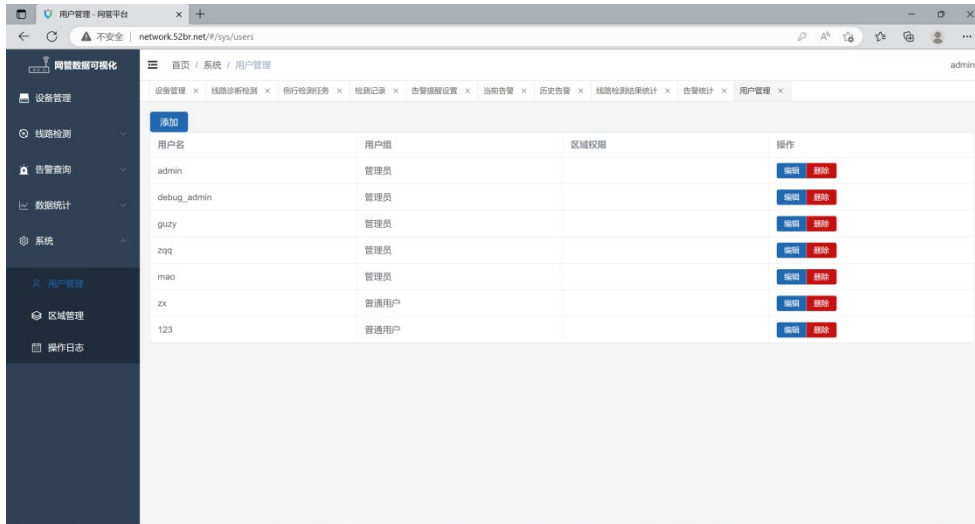 用户管理 - 网管平台
不安全 network.52br.net/#/sys/users
网管数据可视化
首页 / 系统 / 用户管理
admin
设备管理 线路诊断检测 例行检测任务 检测记录 告警提醒设置 当前告警 历史告警 线路检测结果统计 告警统计 用户管理
设备管理
线路检测
告警查询
数据统计
系统
用户管理
区域管理
操作日志
添加
用户名 用户组 区域权限 操作
admin 管理员 编辑 删除
debug_admin 管理员 编辑 删除
guzy 管理员 编辑 删除
zqq 管理员 编辑 删除
mao 管理员 编辑 删除
zx 普通用户 编辑 删除
123 普通用户 编辑 删除